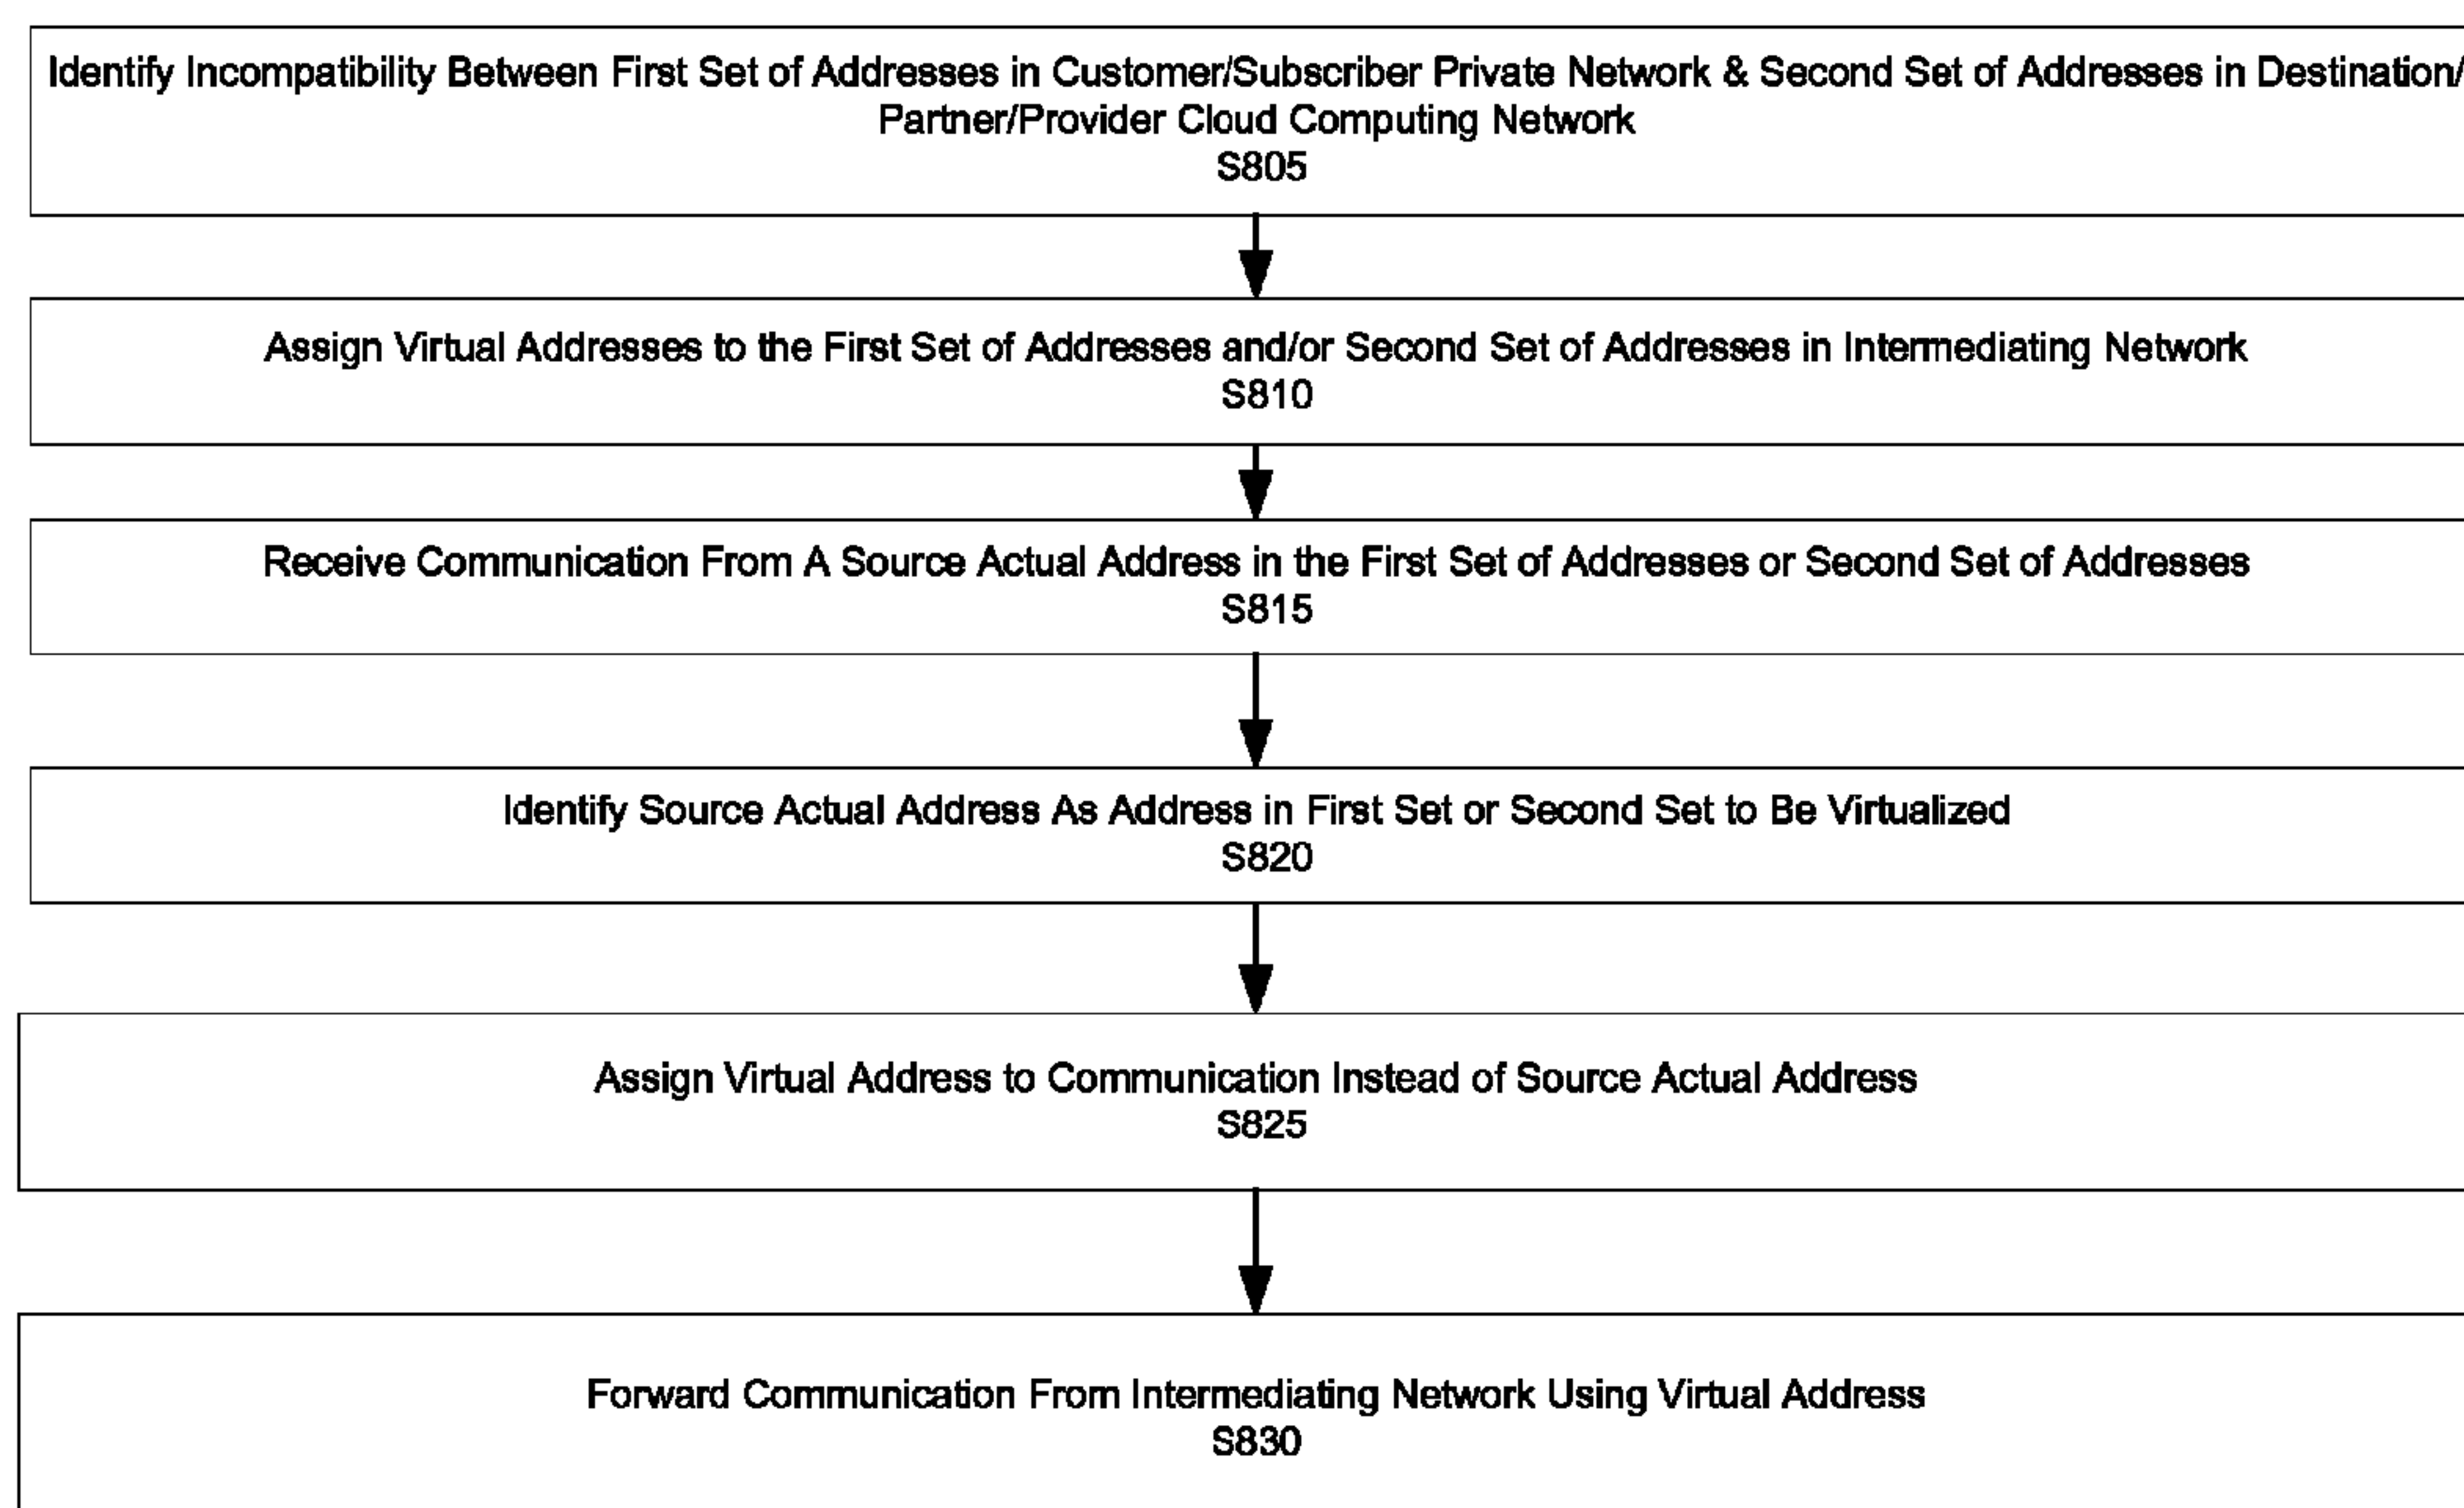 Identify Incompatibility Between First Set of Addresses in Customer/Subscriber Private Network & Second Set of Addresses in Destination/
Partner/Provider Cloud Computing Network
S805
Assign Virtual Addresses to the First Set of Addresses and/or Second Set of Addresses in Intermediating Network
S810
Receive Communication From A Source Actual Address in the First Set of Addresses or Second Set of Addresses
S815
Identify Source Actual Address As Address in First Set or Second Set to Be Virtualized
S820
Assign Virtual Address to Communication Instead of Source Actual Address
S825
Forward Communication From Intermediating Network Using Virtual Address
S830